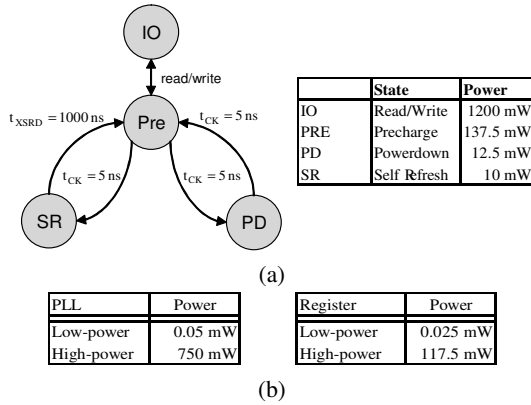 IO
read/write
t_XSRD = 1000 ns
t_CK = 5 ns
Pre
t_CK = 5 ns
t_CK = 5 ns
SR
PD
State Power
IO Read/Write 1200 mW
PRE Precharge 137.5 mW
PD Powerdown 12.5 mW
SR Self Refresh 10 mW
(a)
PLL Power
Low-power 0.05 mW
High-power 750 mW
Register Power
Low-power 0.025 mW
High-power 117.5 mW
(b)